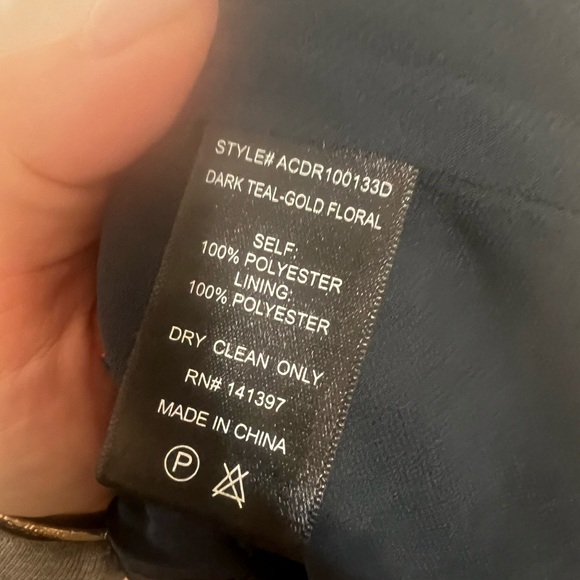 STYLE# ACDR100133D
DARK TEAL-GOLD FLORAL
SELF:
100% POLYESTER
LINING:
100% POLYESTER
DRY CLEAN ONLY
RN# 141397
MADE IN CHINA
P